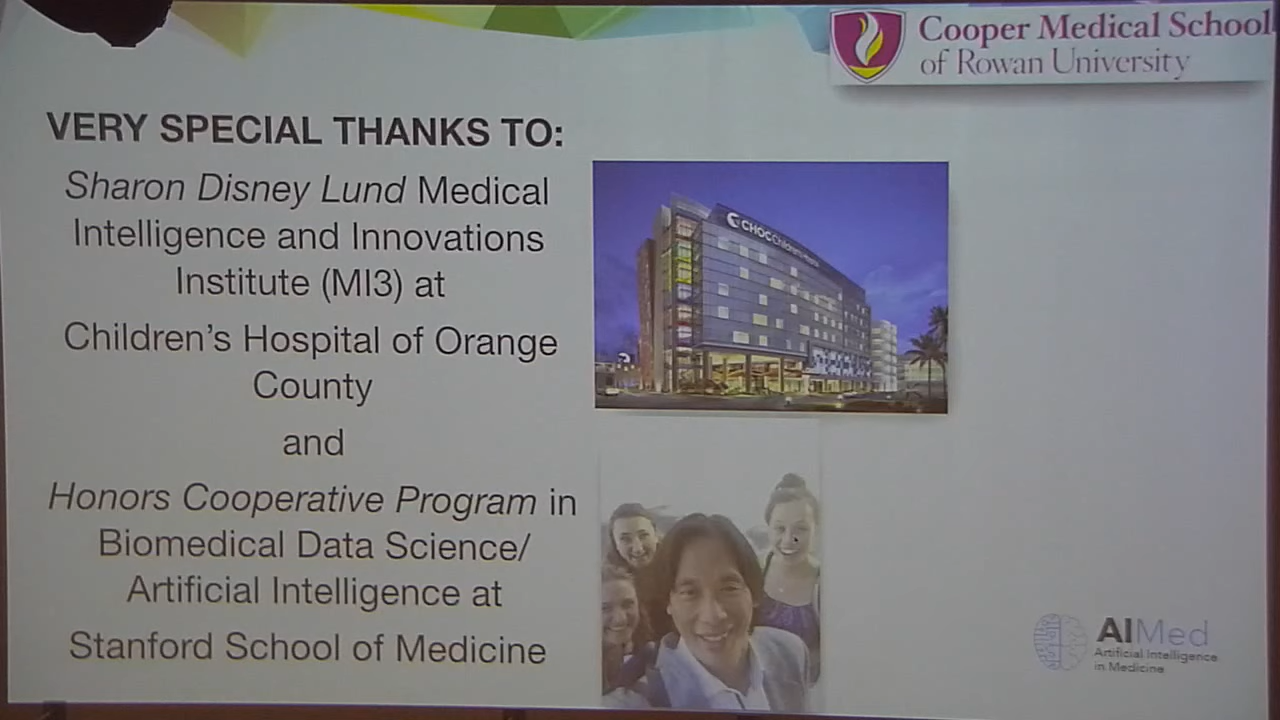 Cooper Medical School
of Rowan University
VERY SPECIAL THANKS TO:
Sharon Disney Lund Medical
Intelligence and Innovations
Institute (MI3) at
Children's Hospital of Orange
County
and
Honors Cooperative Program in
Biomedical Data Science/
Artificial Intelligence at
Stanford School of Medicine
CHOC Children's
AIMed
Artificial Intelligence
in Medicine